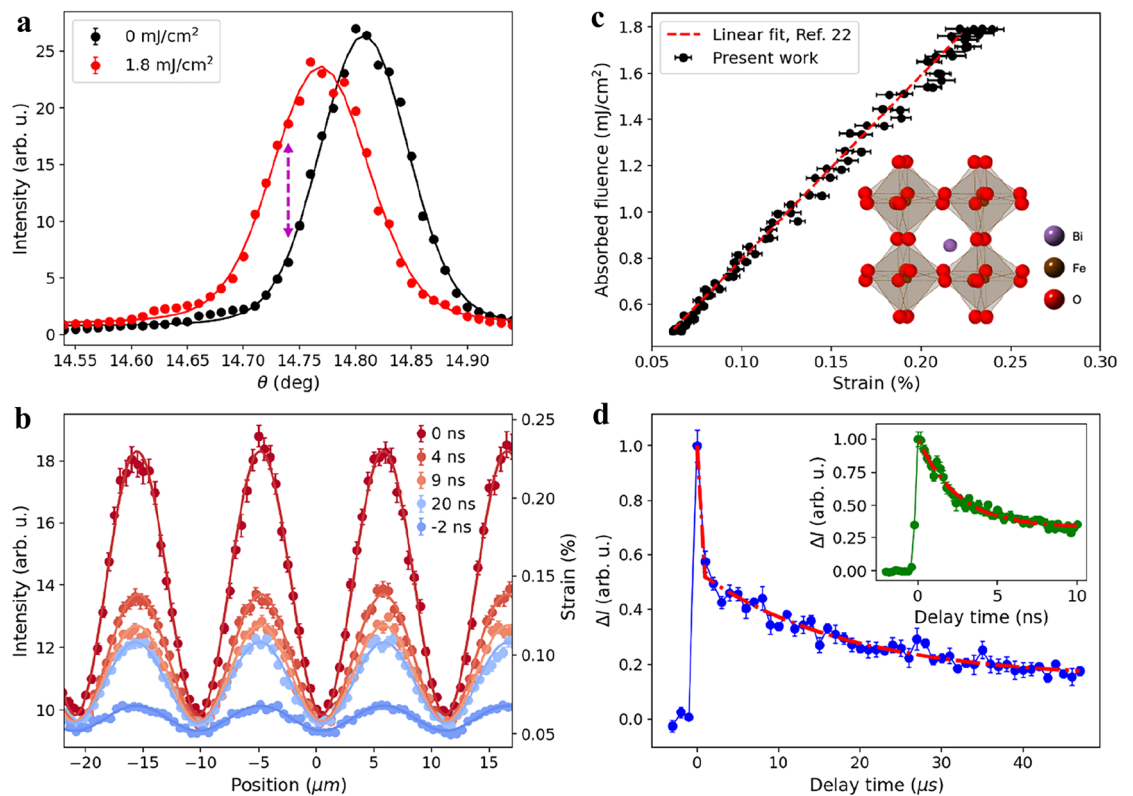 a
0 mJ/cm²
1.8 mJ/cm²
Intensity (arb. u.)
25
20
15
10
5
0
14.55 14.60 14.65 14.70 14.75 14.80 14.85 14.90
θ (deg)
c
Linear fit, Ref. 22
Present work
Absorbed fluence (mJ/cm²)
1.8
1.6
1.4
1.2
1.0
0.8
0.6
Bi
Fe
O
0.05 0.10 0.15 0.20 0.25 0.30
Strain (%)
b
0 ns
4 ns
9 ns
20 ns
-2 ns
Intensity (arb. u.)
18
16
14
12
10
0.25
0.20
0.15
0.10
0.05
Strain (%)
−20 −15 −10 −5 0 5 10 15
Position (μm)
d
ΔI (arb. u.)
1.0
0.8
0.6
0.4
0.2
0.0
0 10 20 30 40
Delay time (μs)
ΔI (arb. u.)
1.00
0.75
0.50
0.25
0.00
0 5 10
Delay time (ns)